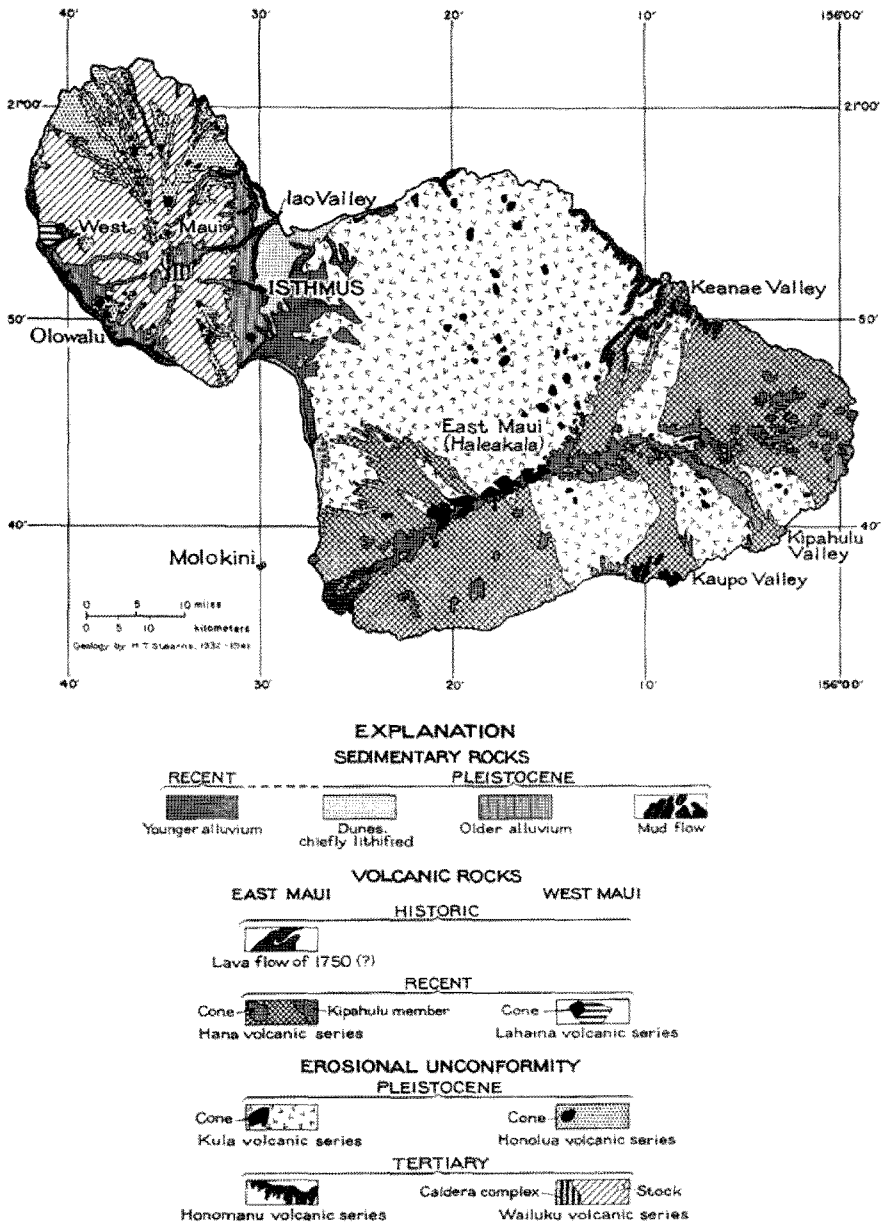 40' 30' 20' 10' 156°00'
21°00' 21°00'
Iao Valley
West Maui
ISTHMUS
Keanae Valley
50' 50'
Olowalu
East Maui
(Haleakala)
40' 40'
Kipahulu
Valley
Molokini
Kaupo Valley
0 5 10 miles
0 5 10 kilometers
Geology by H T Stearns, 1932 -
40' 30' 20' 10' 156°00'
EXPLANATION
SEDIMENTARY ROCKS
RECENT PLEISTOCENE
Younger alluvium Dunes, Older alluvium Mud flow
chiefly lithified
VOLCANIC ROCKS
EAST MAUI WEST MAUI
HISTORIC
Lava flow of 1750 (?)
RECENT
Cone Kipahulu member Cone
Hana volcanic series Lahaina volcanic series
EROSIONAL UNCONFORMITY
PLEISTOCENE
Cone Cone
Kula volcanic series Honolua volcanic series
TERTIARY
Caldera complex Stock
Honomanu volcanic series Wailuku volcanic series